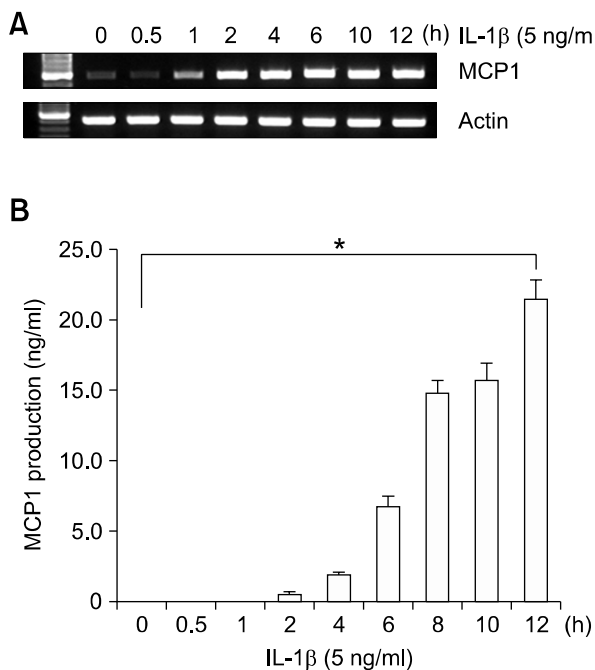 A
0 0.5 1 2 4 6 10 12 (h) IL-1β (5 ng/m
MCP1
Actin
B
*
MCP1 production (ng/ml)
25.0
20.0
15.0
10.0
5.0
0
0 0.5 1 2 4 6 8 10 12 (h)
IL-1β (5 ng/ml)